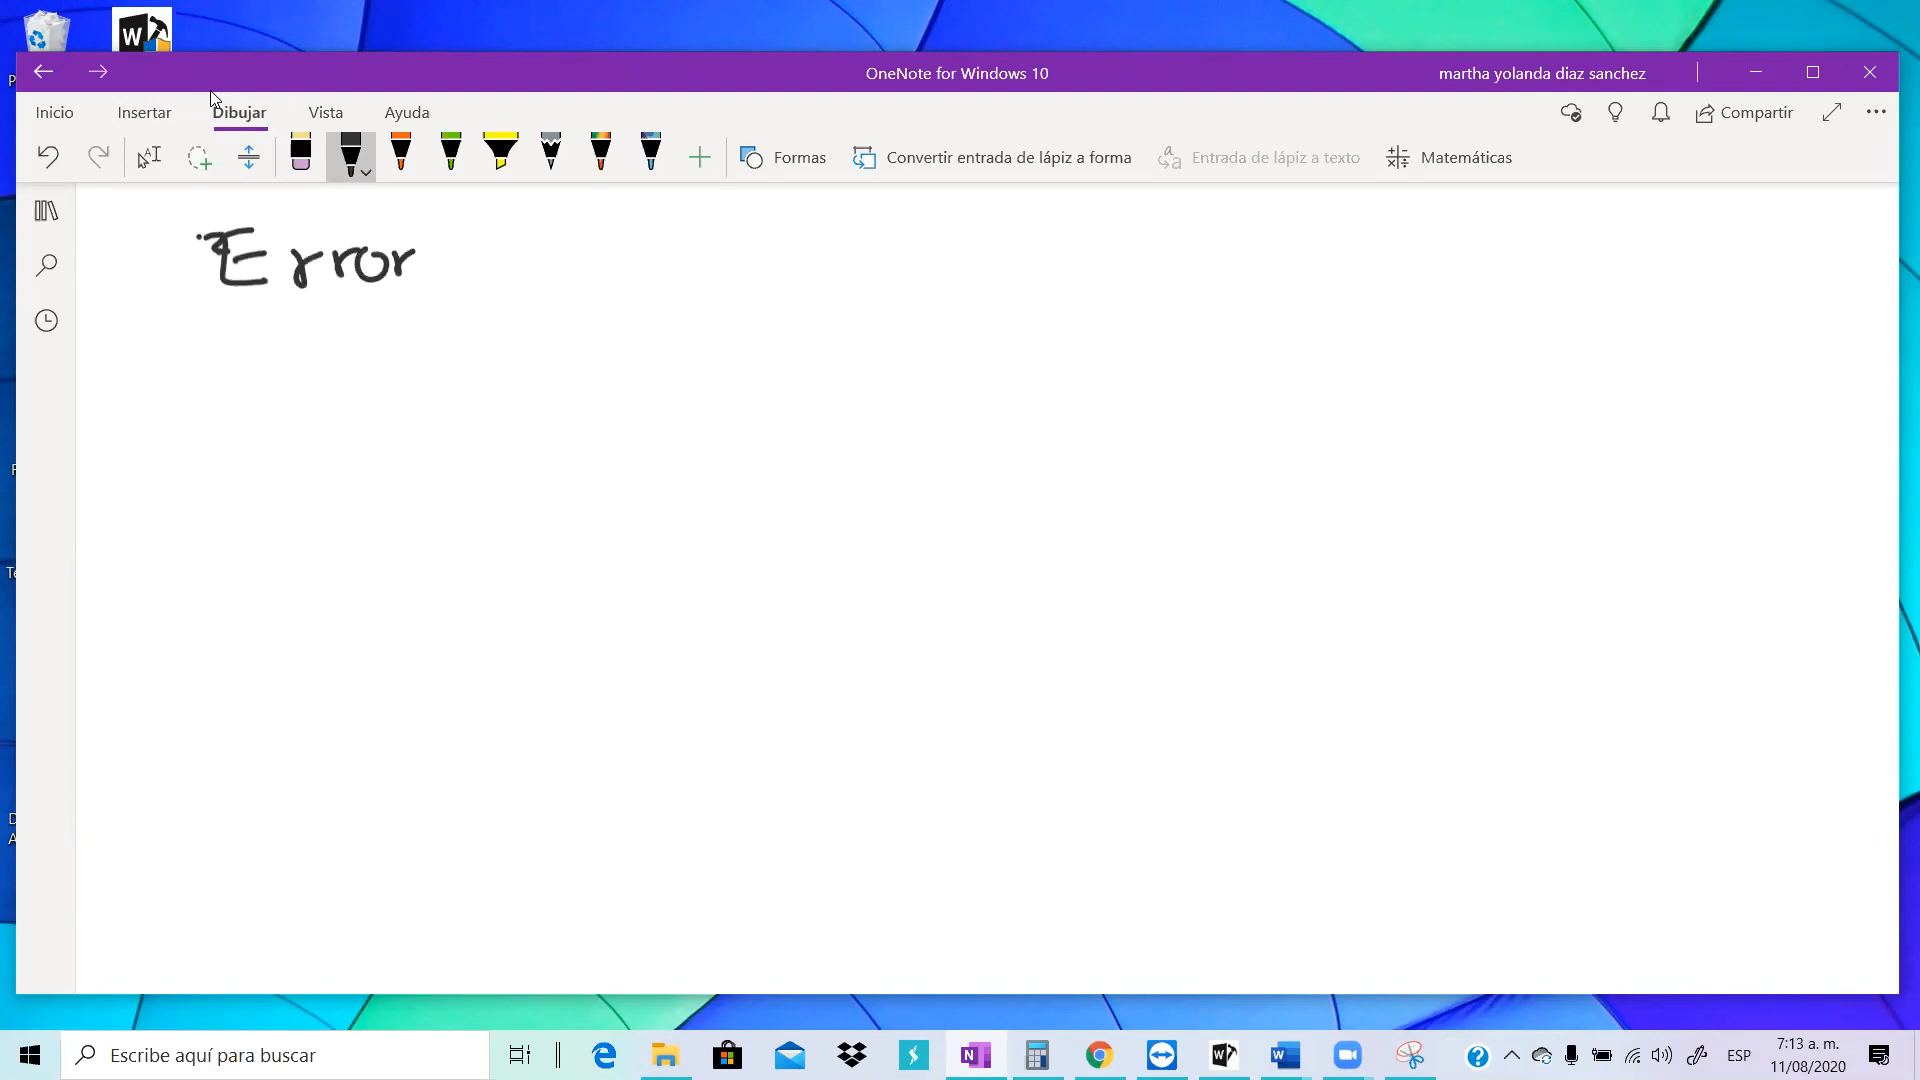 OneNote for Windows 10
martha yolanda diaz sanchez
Inicio Insertar Dibujar Vista Ayuda
Compartir
Formas
Convertir entrada de lápiz a forma
Entrada de lápiz a texto
Matemáticas
Error
Escribe aquí para buscar
ESP
7:13 a. m.
11/08/2020